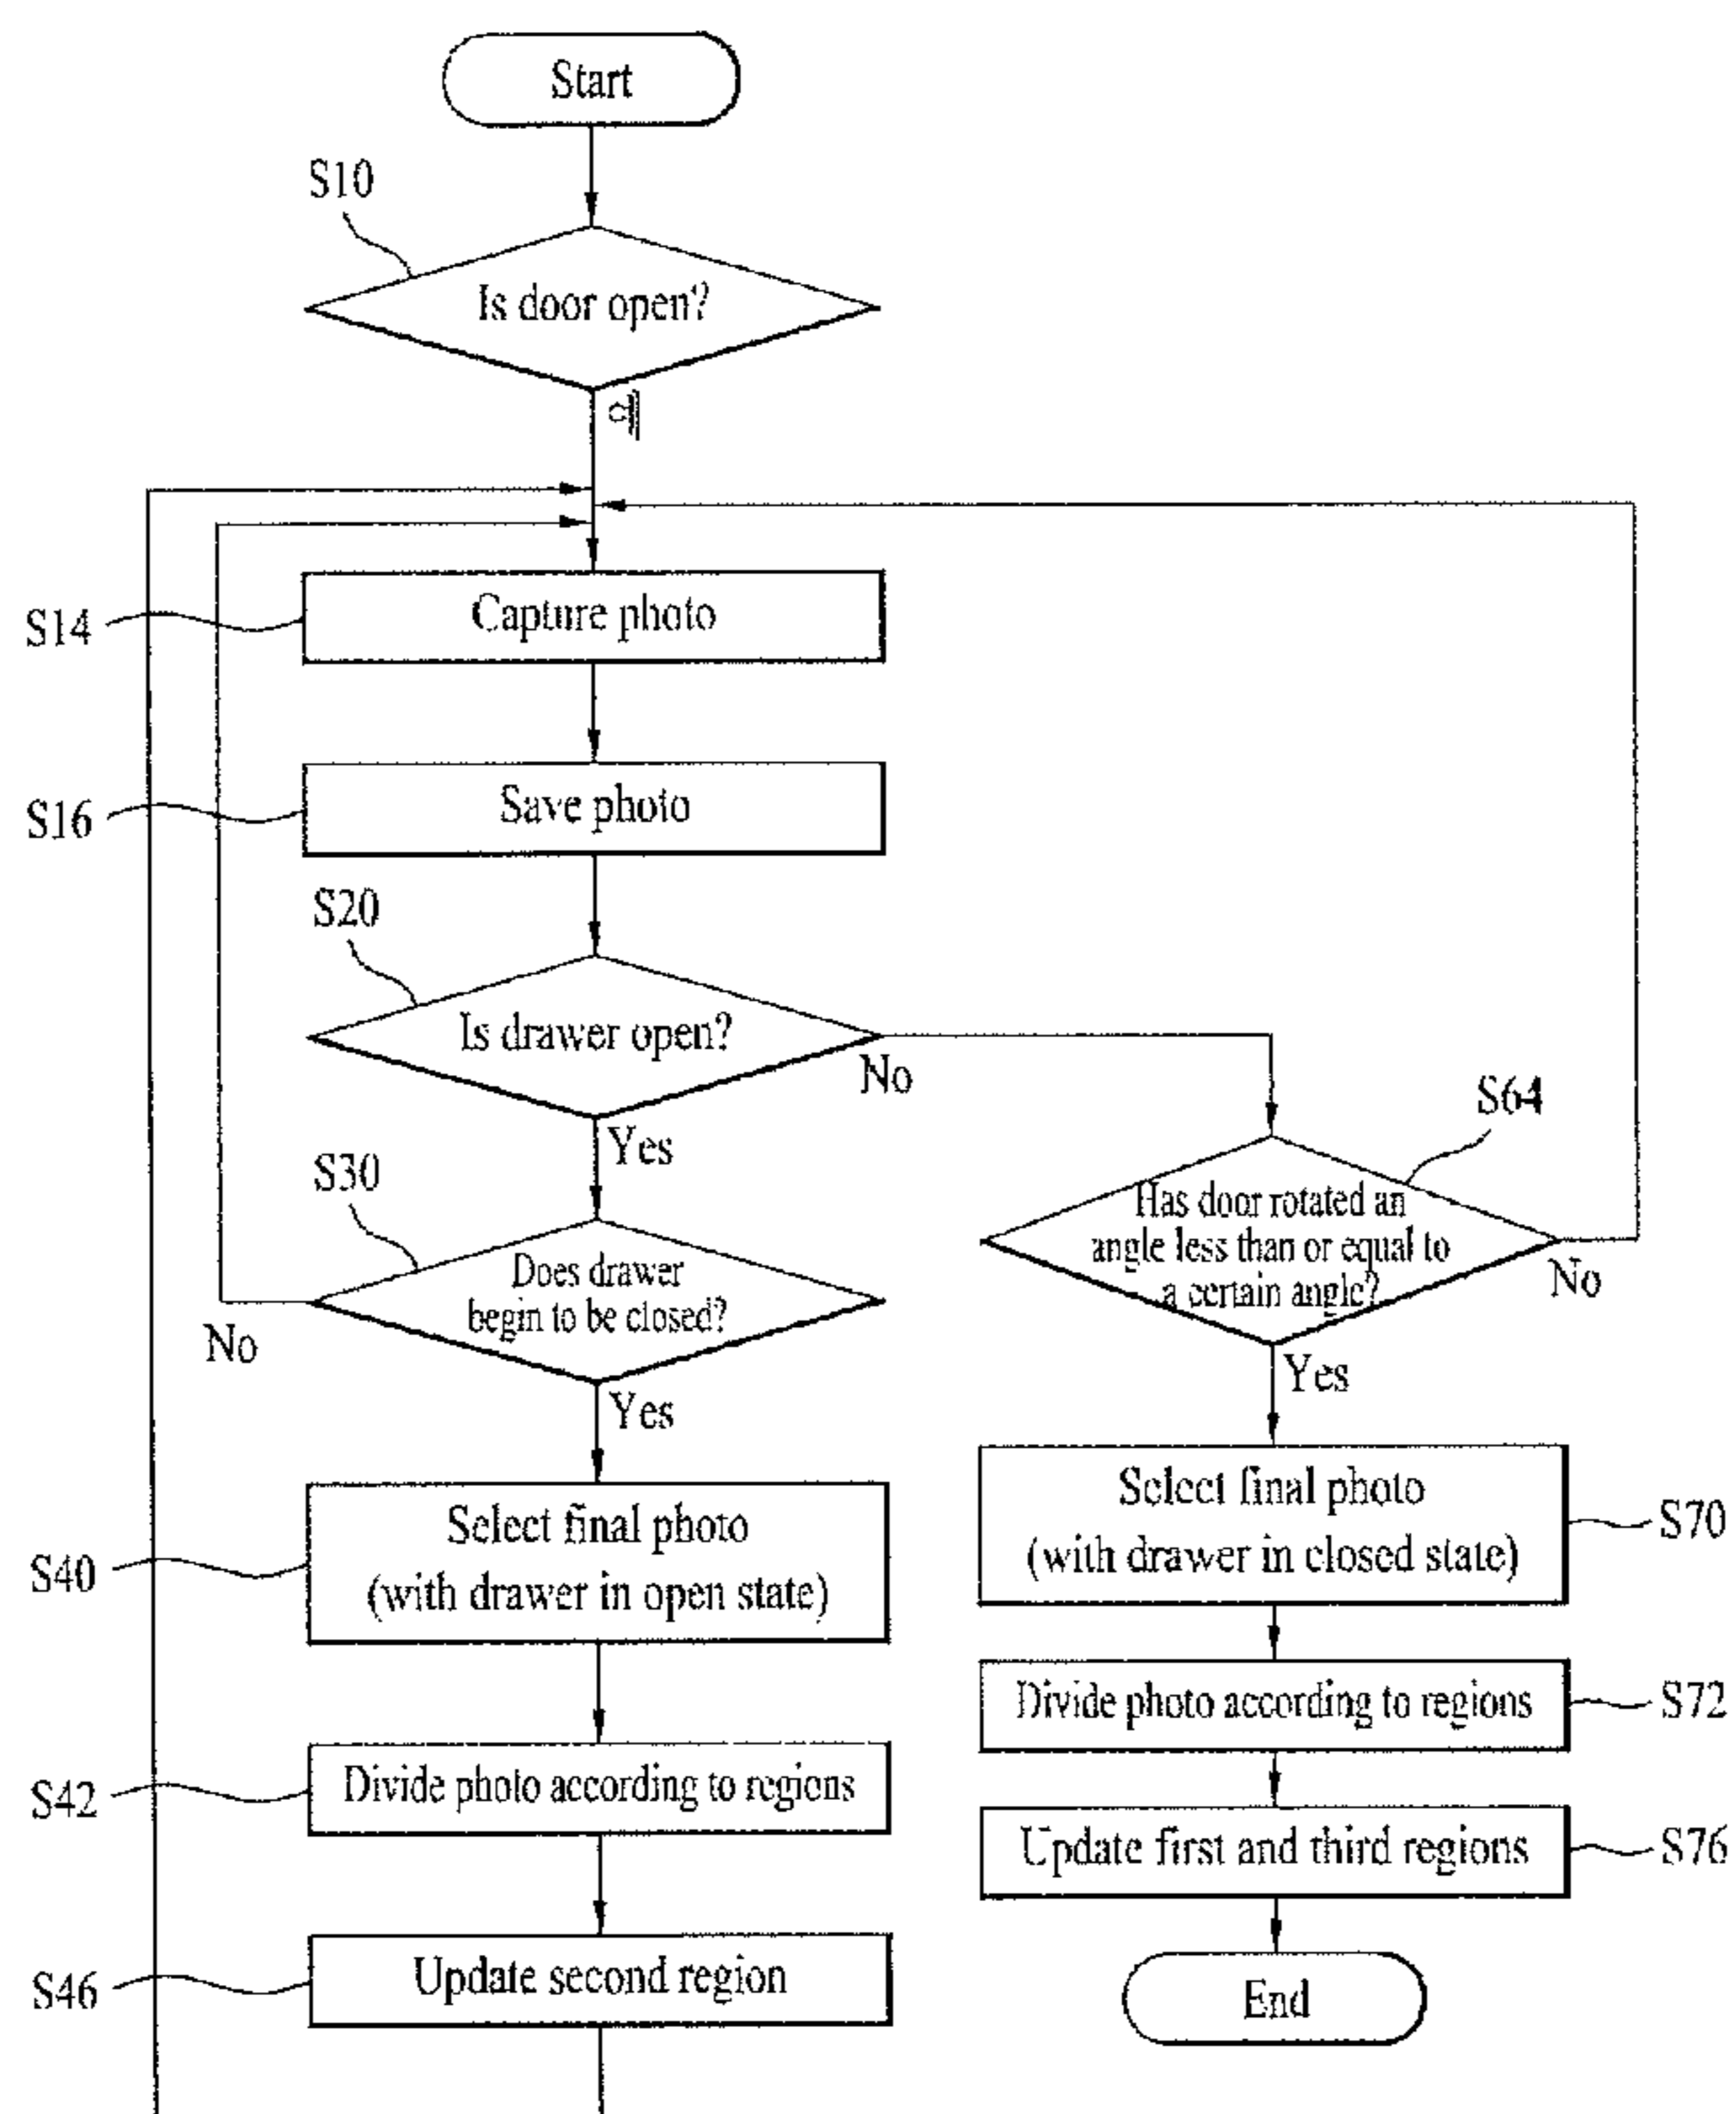 Start
S10
Is door open?
예
S14
Capture photo
S16
Save photo
S20
Is drawer open?
No
Yes
S64
Has door rotated an
angle less than or equal to
a certain angle?
No
Yes
S30
Does drawer
begin to be closed?
No
Yes
S40
Select final photo
(with drawer in open state)
S70
Select final photo
(with drawer in closed state)
S72
Divide photo according to regions
S42
Divide photo according to regions
S76
Update first and third regions
S46
Update second region
End